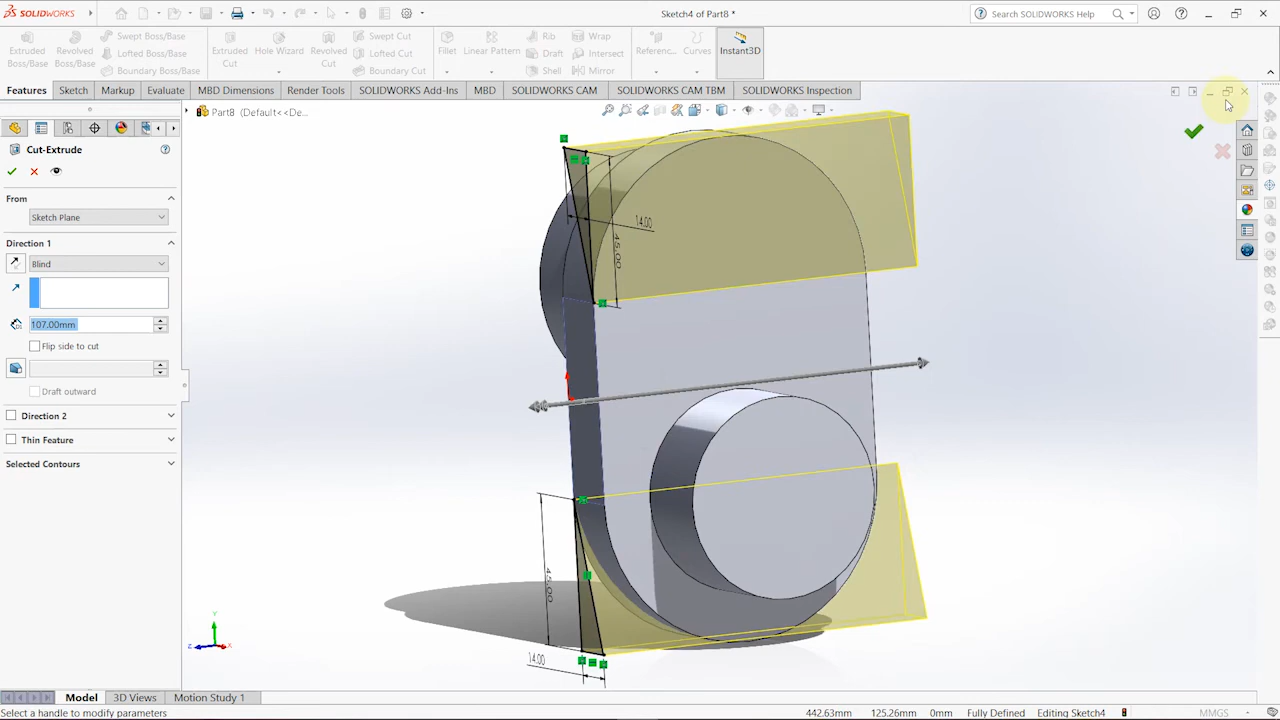 SOLIDWORKS
Sketch4 of Part8 *
Search SOLIDWORKS Help
Extruded Boss/Base
Revolved Boss/Base
Swept Boss/Base
Lofted Boss/Base
Boundary Boss/Base
Extruded Cut
Hole Wizard
Revolved Cut
Swept Cut
Lofted Cut
Boundary Cut
Fillet
Linear Pattern
Rib
Draft
Shell
Wrap
Intersect
Mirror
Referenc...
Curves
Instant3D
Features
Sketch
Markup
Evaluate
MBD Dimensions
Render Tools
SOLIDWORKS Add-Ins
MBD
SOLIDWORKS CAM
SOLIDWORKS CAM TBM
SOLIDWORKS Inspection
Part8 (Default<<De...
Cut-Extrude
From
Sketch Plane
Direction 1
Blind
107.00mm
Flip side to cut
Draft outward
Direction 2
Thin Feature
Selected Contours
14.00
45.00
45.00
14.00
Y
Z
X
Model
3D Views
Motion Study 1
Select a handle to modify parameters
442.63mm
125.26mm
0mm
Fully Defined
Editing Sketch4
MMGS